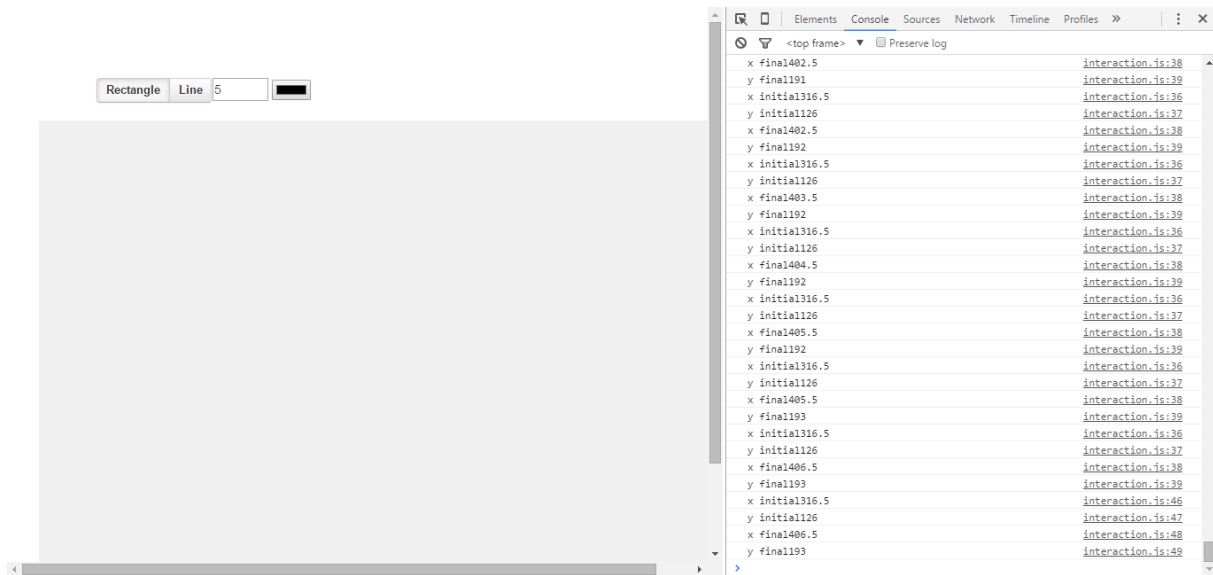 Rectangle Line 5
Elements Console Sources Network Timeline Profiles »
<top frame> ▼ Preserve log
x final402.5 interaction.js:38
y final191 interaction.js:39
x initial316.5 interaction.js:36
y initial126 interaction.js:37
x final402.5 interaction.js:38
y final192 interaction.js:39
x initial316.5 interaction.js:36
y initial126 interaction.js:37
x final403.5 interaction.js:38
y final192 interaction.js:39
x initial316.5 interaction.js:36
y initial126 interaction.js:37
x final404.5 interaction.js:38
y final192 interaction.js:39
x initial316.5 interaction.js:36
y initial126 interaction.js:37
x final405.5 interaction.js:38
y final192 interaction.js:39
x initial316.5 interaction.js:36
y initial126 interaction.js:37
x final405.5 interaction.js:38
y final193 interaction.js:39
x initial316.5 interaction.js:36
y initial126 interaction.js:37
x final406.5 interaction.js:38
y final193 interaction.js:39
x initial316.5 interaction.js:46
y initial126 interaction.js:47
x final406.5 interaction.js:48
y final193 interaction.js:49